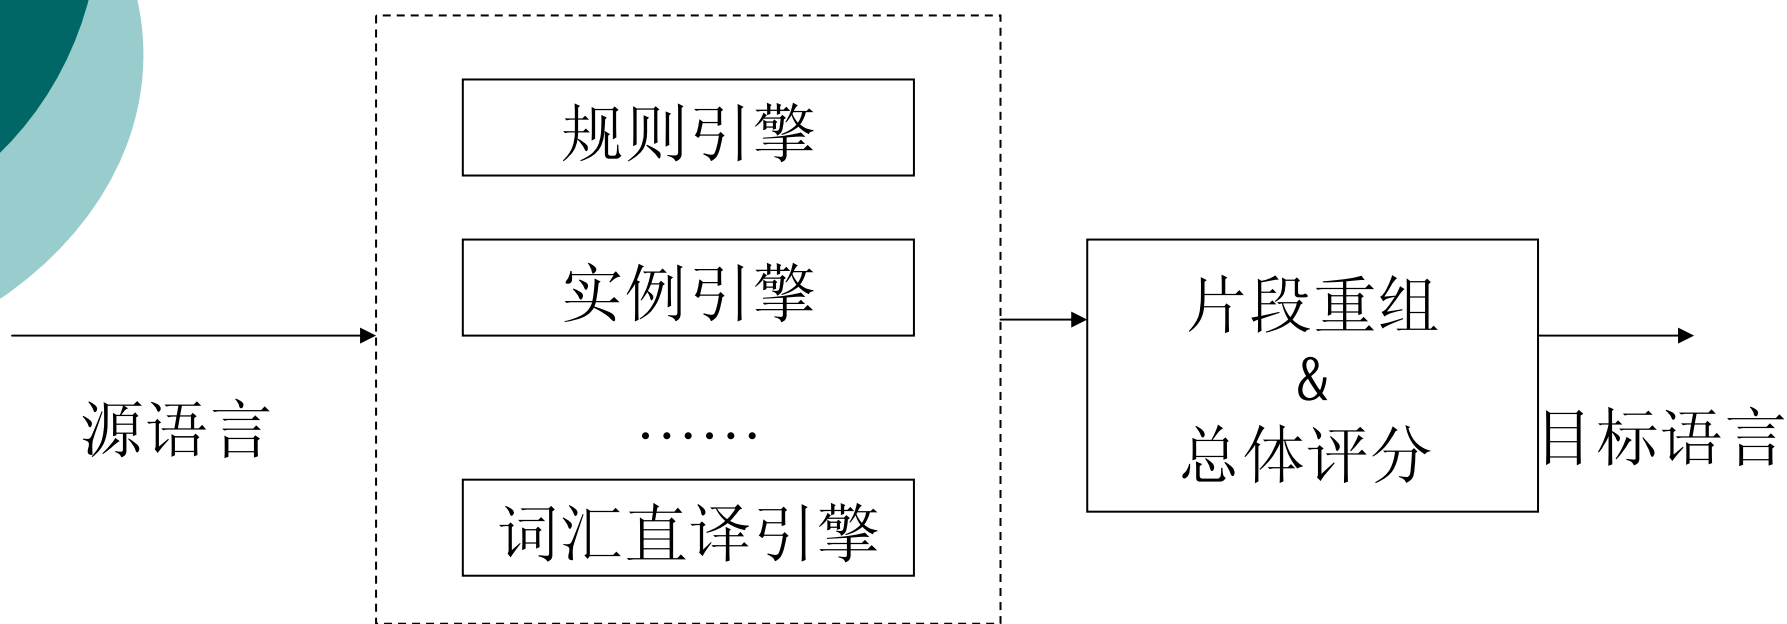 规则引擎
实例引擎
源语言
……
词汇直译引擎
片段重组
&
总体评分
目标语言